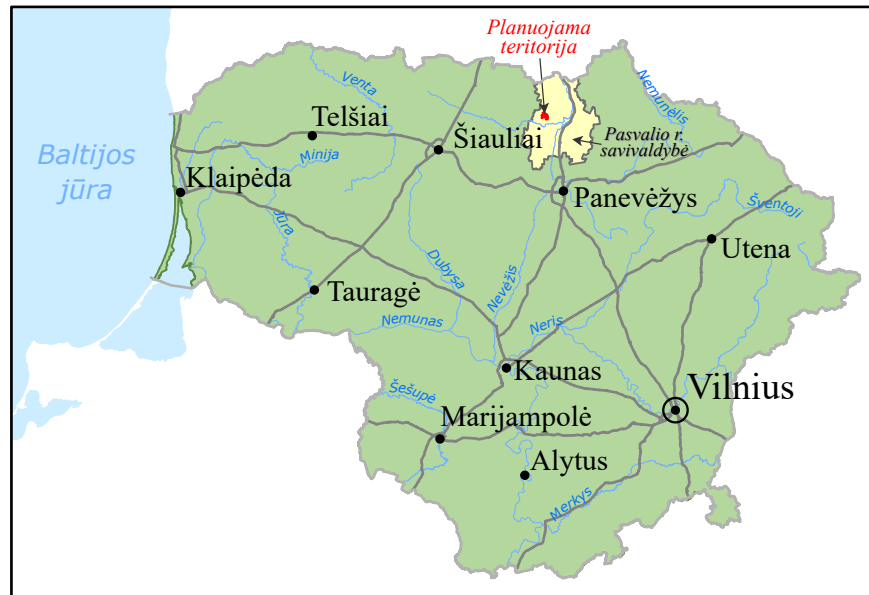 Planuojama
teritorija
Venta
Nemunėlis
Telšiai
Šiauliai
Pasvalio r.
savivaldybė
Baltijos
jūra
Minija
Klaipėda
Panevėžys
Šventoji
Jūra
Utena
Dubysa
Nevėžis
Tauragė
Nemunas
Neris
Kaunas
Šešupė
Vilnius
Marijampolė
Alytus
Merkys